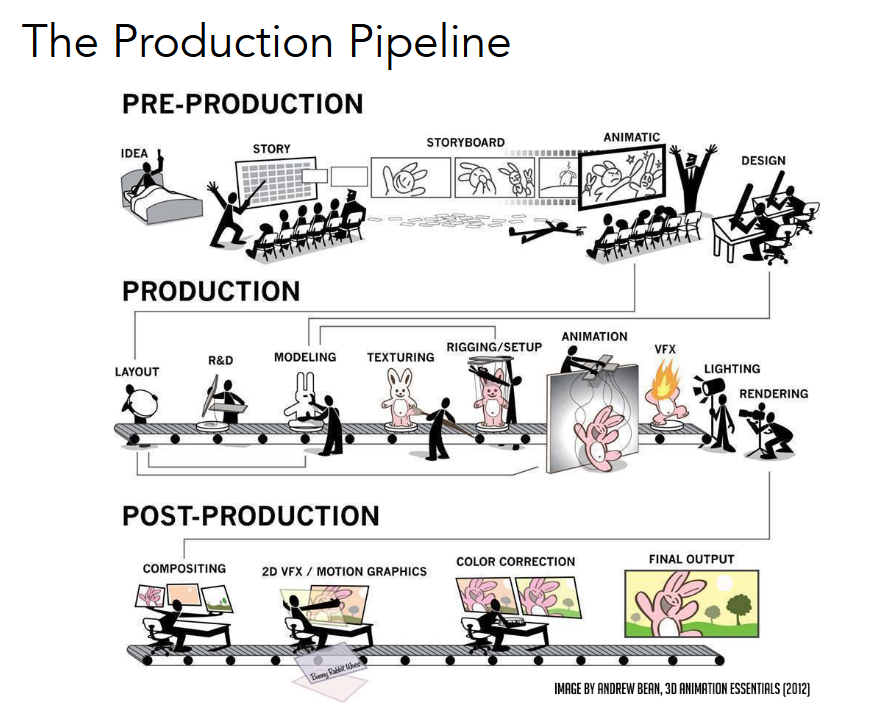 The Production Pipeline
PRE-PRODUCTION
IDEA
STORY
STORYBOARD
ANIMATIC
DESIGN
PRODUCTION
LAYOUT
R&D
MODELING
TEXTURING
RIGGING/SETUP
ANIMATION
VFX
LIGHTING
RENDERING
POST-PRODUCTION
COMPOSITING
2D VFX / MOTION GRAPHICS
COLOR CORRECTION
FINAL OUTPUT
Bunny Rabbit Whoa!
IMAGE BY ANDREW BEAN, 3D ANIMATION ESSENTIALS (2012)